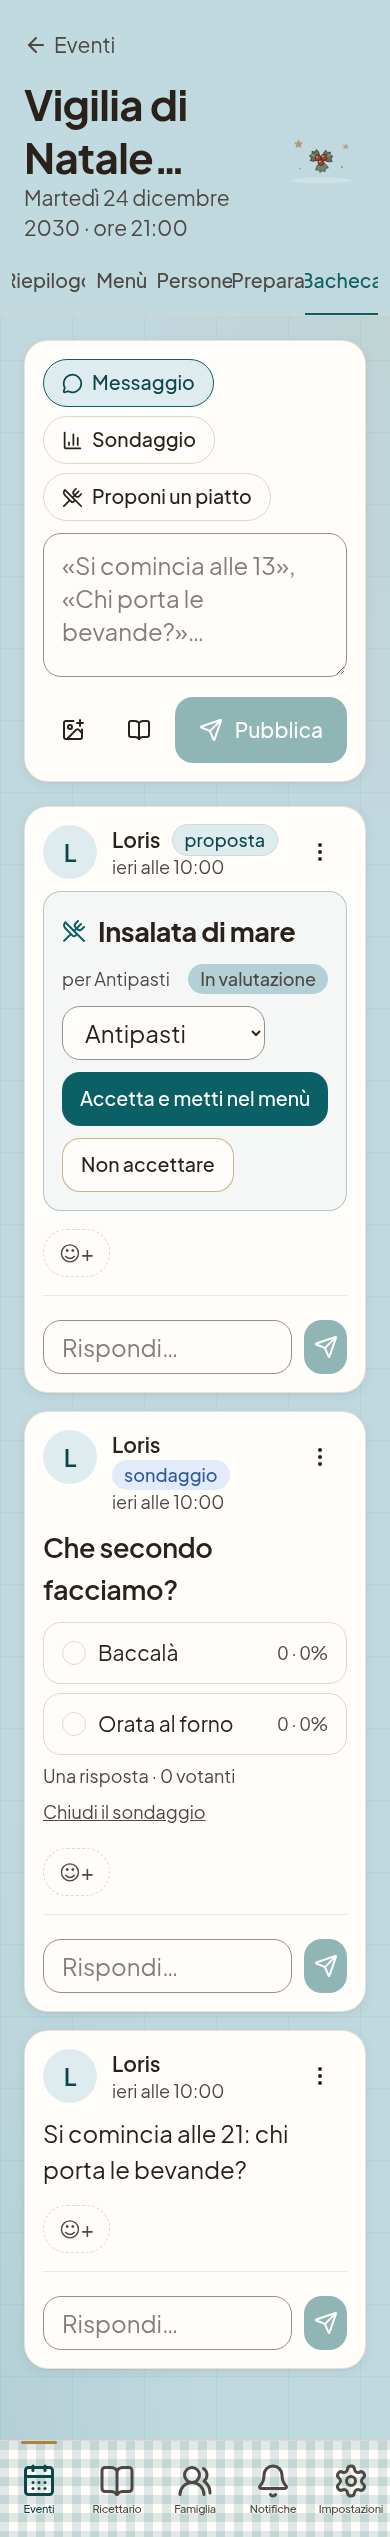 Eventi
Vigilia di
Natale…
Martedì 24 dicembre
2030 · ore 21:00
Menù Persone Prepara Bacheca
Messaggio
Sondaggio
Proponi un piatto
«Si comincia alle 13»,
«Chi porta le
bevande?»…
Pubblica
L
Loris proposta
ieri alle 10:00
Insalata di mare
per Antipasti In valutazione
Antipasti
Accetta e metti nel menù
Non accettare
Rispondi…
L
Loris
sondaggio
ieri alle 10:00
Che secondo
facciamo?
Baccalà 0 · 0%
Orata al forno 0 · 0%
Una risposta · 0 votanti
Chiudi il sondaggio
Rispondi…
L
Loris
ieri alle 10:00
Si comincia alle 21: chi
porta le bevande?
Rispondi…
Eventi Ricettario Famiglia Notifiche Impostazioni